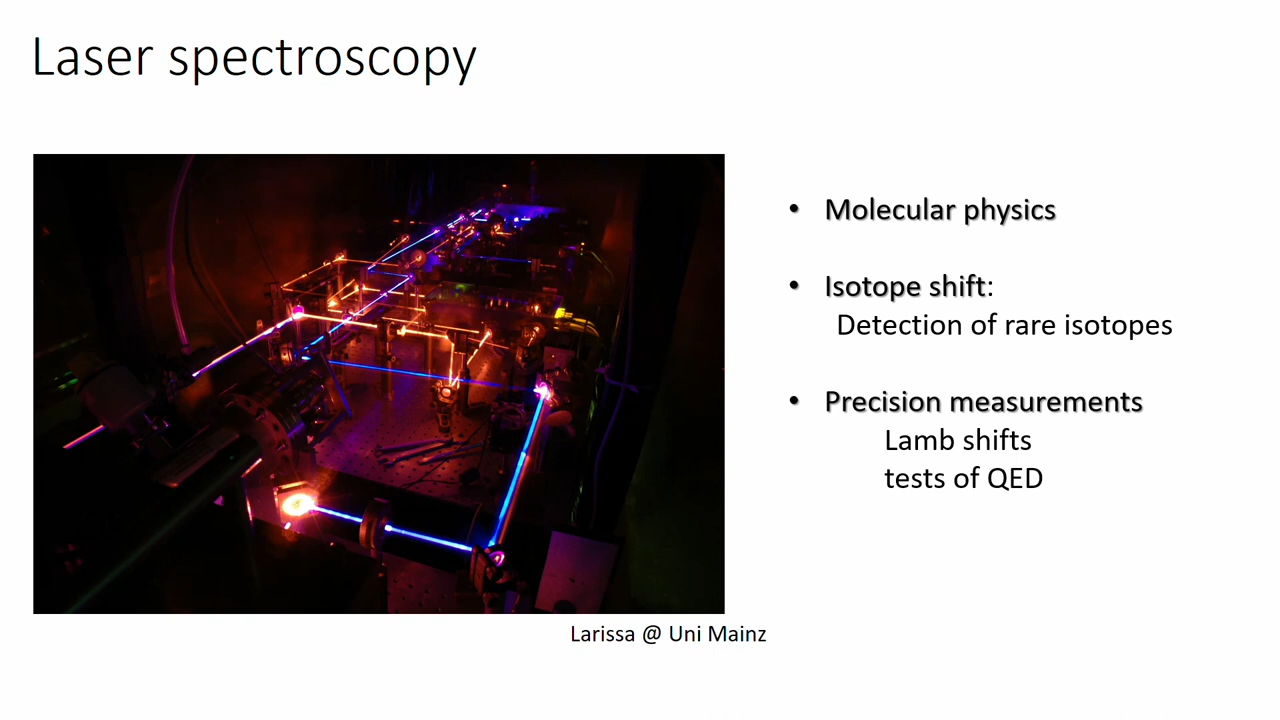 Laser spectroscopy
• Molecular physics
• Isotope shift:
Detection of rare isotopes
• Precision measurements
Lamb shifts
tests of QED
Larissa @ Uni Mainz